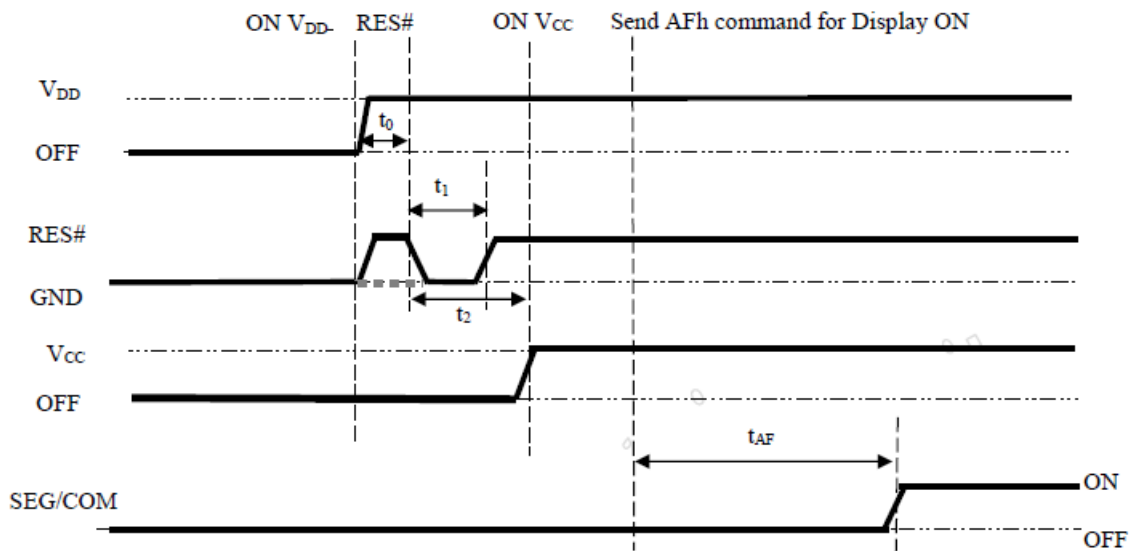 ON VDD- RES# ON VCC Send AFh command for Display ON
VDD
t0
OFF
t1
RES#
GND
t2
VCC
OFF
tAF
ON
SEG/COM
OFF